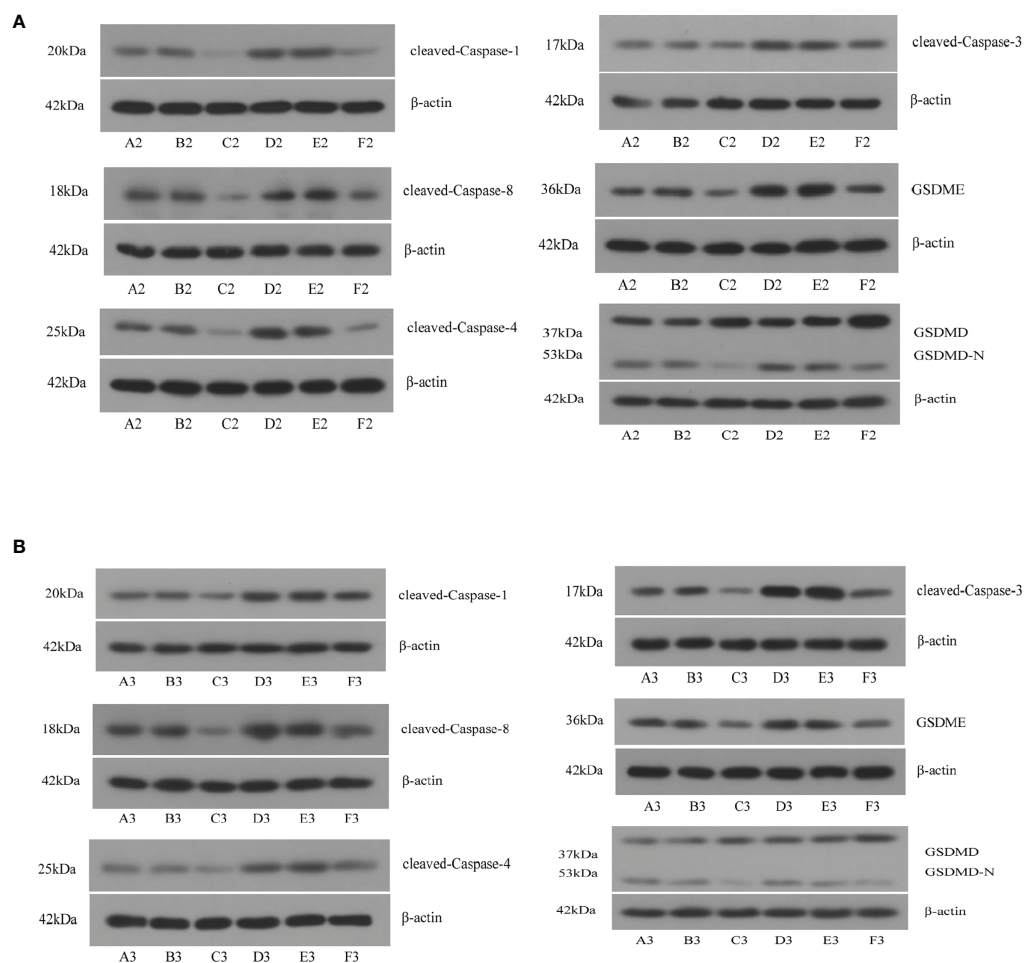 A
20kDa cleaved-Caspase-1
42kDa β-actin
A2 B2 C2 D2 E2 F2
18kDa cleaved-Caspase-8
42kDa β-actin
A2 B2 C2 D2 E2 F2
25kDa cleaved-Caspase-4
42kDa β-actin
A2 B2 C2 D2 E2 F2
17kDa cleaved-Caspase-3
42kDa β-actin
A2 B2 C2 D2 E2 F2
36kDa GSDME
42kDa β-actin
A2 B2 C2 D2 E2 F2
37kDa GSDMD
53kDa GSDMD-N
42kDa β-actin
A2 B2 C2 D2 E2 F2
B
20kDa cleaved-Caspase-1
42kDa β-actin
A3 B3 C3 D3 E3 F3
18kDa cleaved-Caspase-8
42kDa β-actin
A3 B3 C3 D3 E3 F3
25kDa cleaved-Caspase-4
42kDa β-actin
A3 B3 C3 D3 E3 F3
17kDa cleaved-Caspase-3
42kDa β-actin
A3 B3 C3 D3 E3 F3
36kDa GSDME
42kDa β-actin
A3 B3 C3 D3 E3 F3
37kDa GSDMD
53kDa GSDMD-N
42kDa β-actin
A3 B3 C3 D3 E3 F3